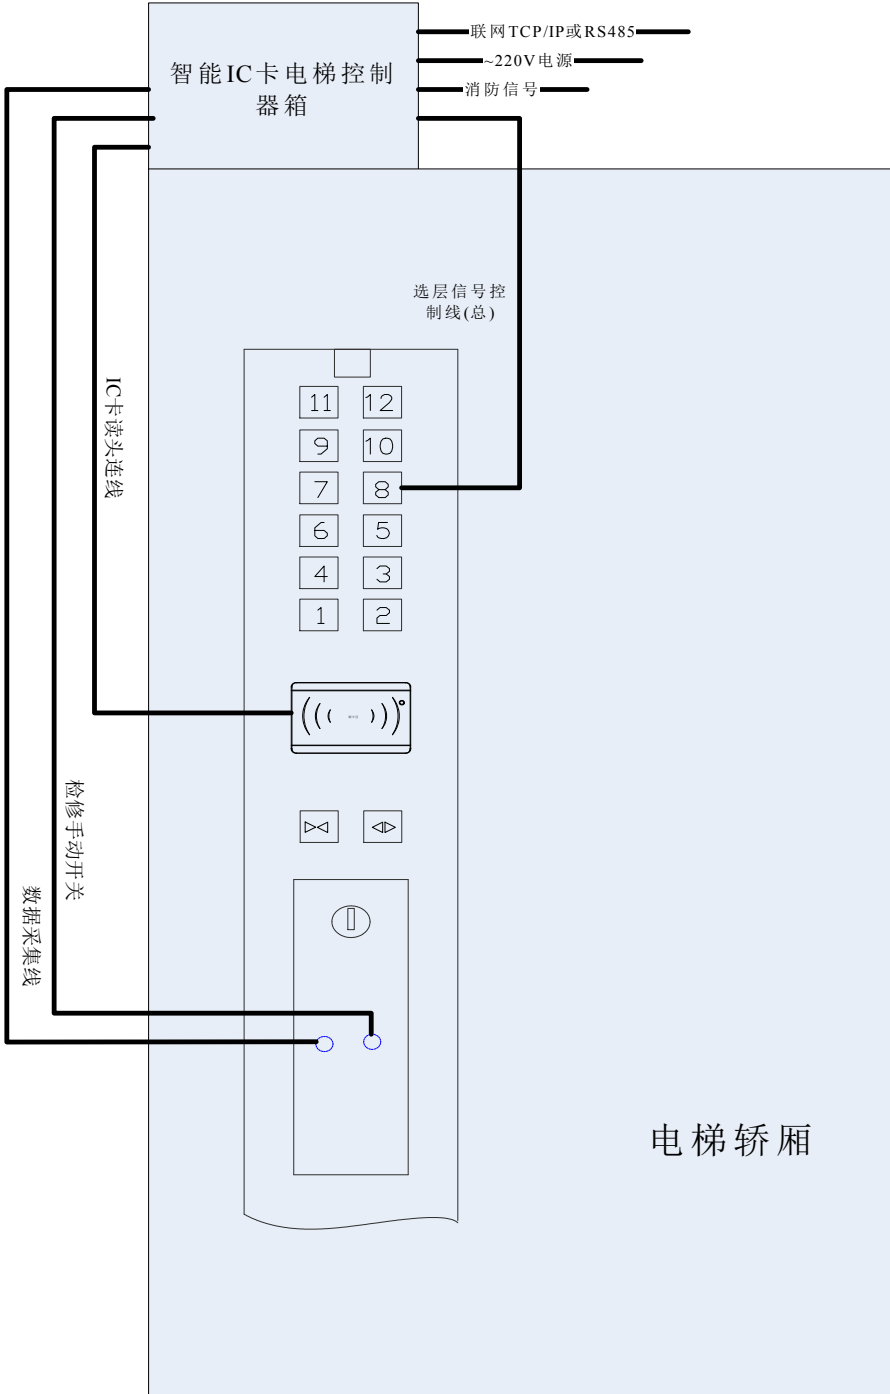 联网TCP/IP或RS485
~220V电源
消防信号
智能IC卡电梯控制
器箱
选层信号控
制线(总)
IC卡读头连线
11 12
9 10
7 8
6 5
4 3
1 2
检修手动开关
数据采集线
电梯轿厢